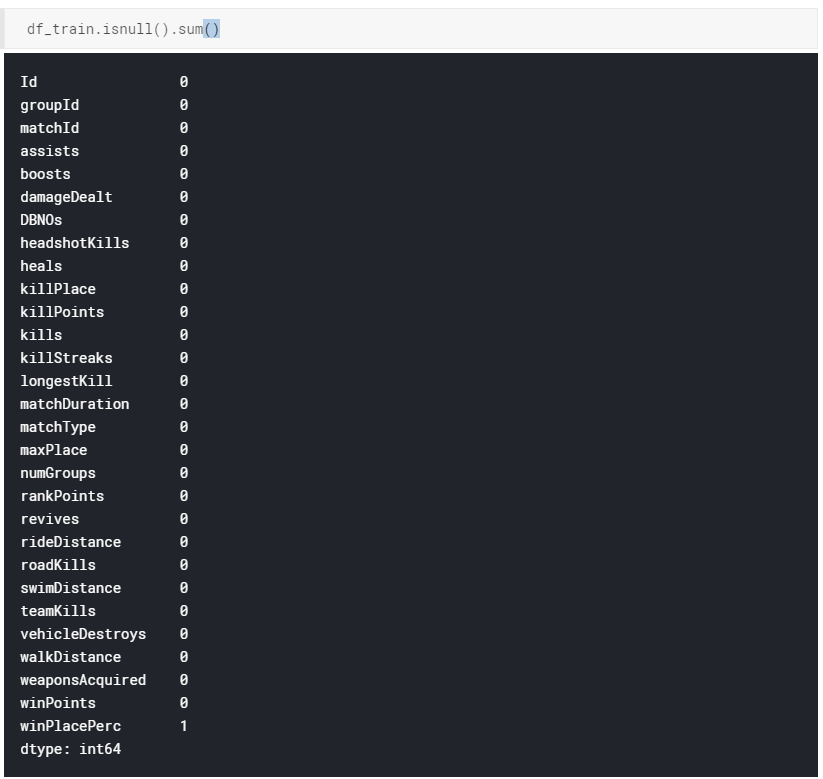 df_train.isnull().sum()
Id 0
groupId 0
matchId 0
assists 0
boosts 0
damageDealt 0
DBNOs 0
headshotKills 0
heals 0
killPlace 0
killPoints 0
kills 0
killStreaks 0
longestKill 0
matchDuration 0
matchType 0
maxPlace 0
numGroups 0
rankPoints 0
revives 0
rideDistance 0
roadKills 0
swimDistance 0
teamKills 0
vehicleDestroys 0
walkDistance 0
weaponsAcquired 0
winPoints 0
winPlacePerc 1
dtype: int64